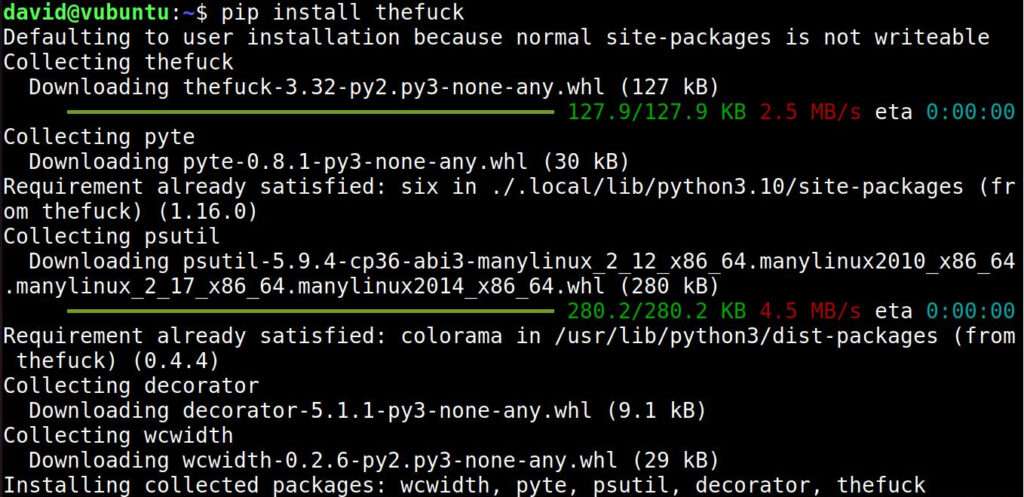 david@vubuntu:~$ pip install thefuck
Defaulting to user installation because normal site-packages is not writeable
Collecting thefuck
  Downloading thefuck-3.32-py2.py3-none-any.whl (127 kB)
127.9/127.9 KB 2.5 MB/s eta 0:00:00
Collecting pyte
  Downloading pyte-0.8.1-py3-none-any.whl (30 kB)
Requirement already satisfied: six in ./.local/lib/python3.10/site-packages (fr
om thefuck) (1.16.0)
Collecting psutil
  Downloading psutil-5.9.4-cp36-abi3-manylinux_2_12_x86_64.manylinux2010_x86_64
.manylinux_2_17_x86_64.manylinux2014_x86_64.whl (280 kB)
280.2/280.2 KB 4.5 MB/s eta 0:00:00
Requirement already satisfied: colorama in /usr/lib/python3/dist-packages (from
 thefuck) (0.4.4)
Collecting decorator
  Downloading decorator-5.1.1-py3-none-any.whl (9.1 kB)
Collecting wcwidth
  Downloading wcwidth-0.2.6-py2.py3-none-any.whl (29 kB)
Installing collected packages: wcwidth, pyte, psutil, decorator, thefuck